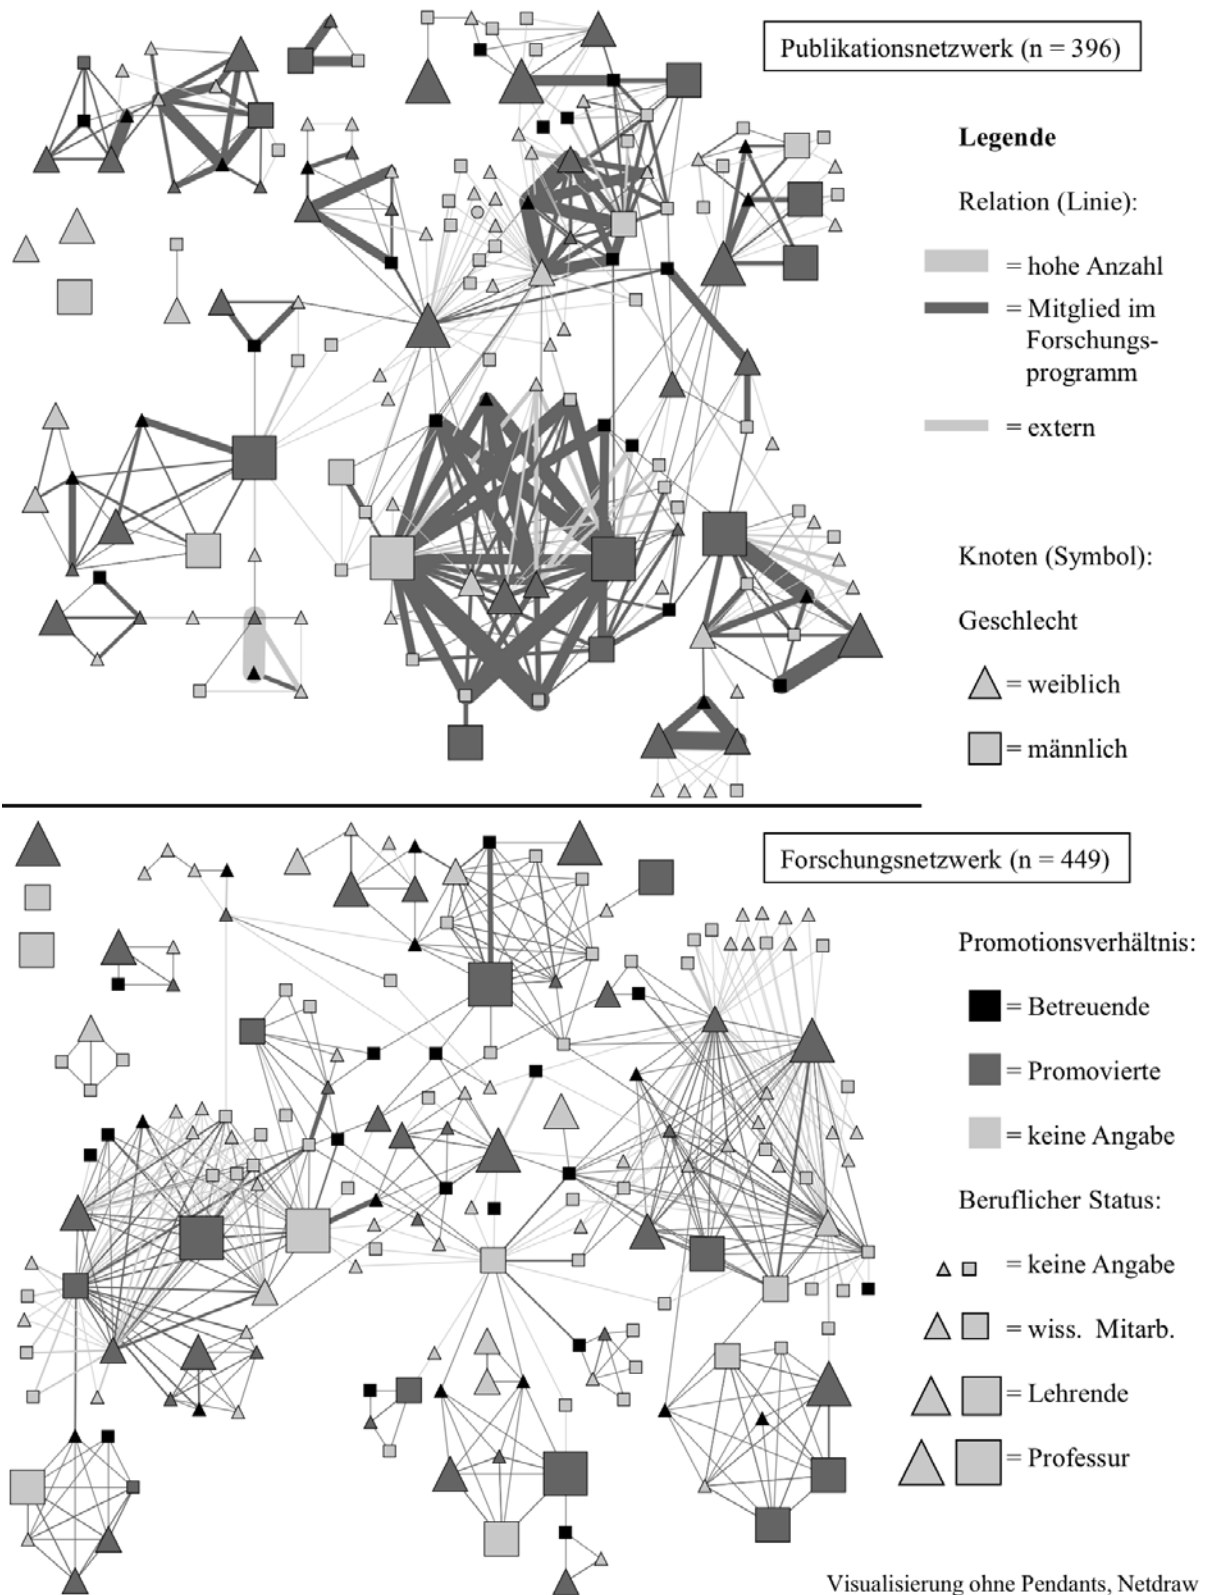 Publikationsnetzwerk (n = 396)
Legende
Relation (Linie):
= hohe Anzahl
= Mitglied im
Forschungs-
programm
= extern
Knoten (Symbol):
Geschlecht
= weiblich
= männlich
Forschungsnetzwerk (n = 449)
Promotionsverhältnis:
= Betreuende
= Promovierte
= keine Angabe
Beruflicher Status:
= keine Angabe
= wiss. Mitarb.
= Lehrende
= Professur
Visualisierung ohne Pendants, Netdraw